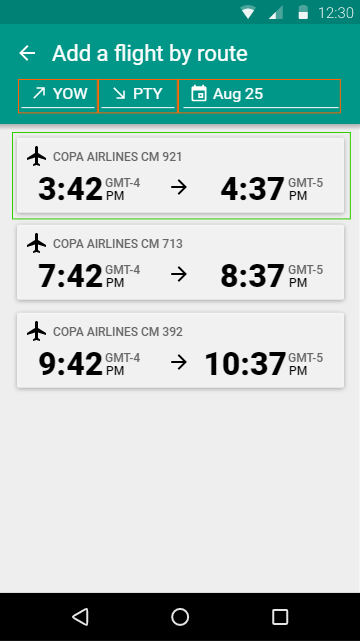 12:30
Add a flight by route
YOW PTY Aug 25
COPA AIRLINES CM 921
3:42 GMT-4 PM 4:37 GMT-5 PM
COPA AIRLINES CM 713
7:42 GMT-4 PM 8:37 GMT-5 PM
COPA AIRLINES CM 392
9:42 GMT-4 PM 10:37 GMT-5 PM